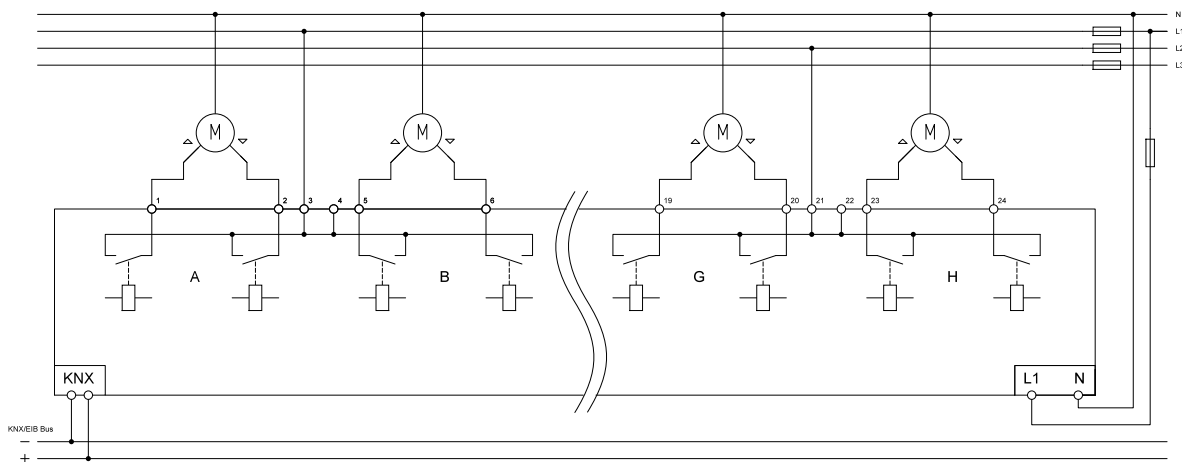 N
L1
L2
L3
M M M M
1 2 3 4 5 6 19 20 21 22 23 24
A B G H
KNX L1 N
KNX/EIB Bus
−
+